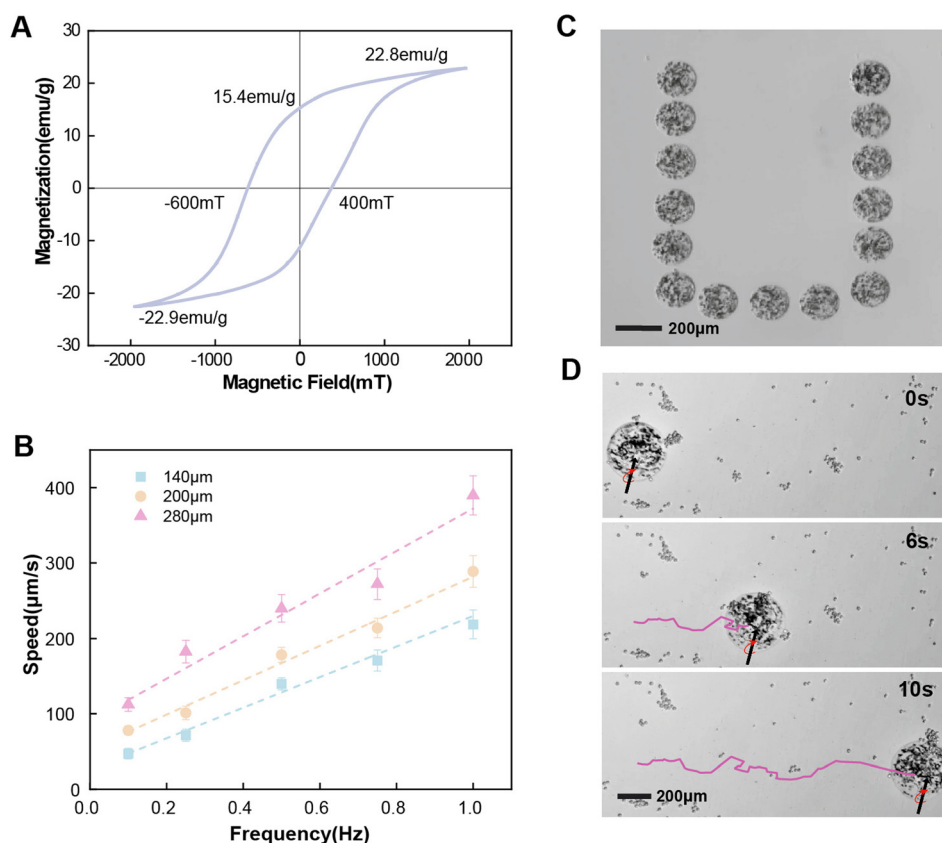 A
30
20
10
0
-10
-20
-30
Magnetization(emu/g)
22.8emu/g
15.4emu/g
-600mT
400mT
-22.9emu/g
-2000
-1000
0
1000
2000
Magnetic Field(mT)
B
400
300
200
100
0
Speed(μm/s)
140μm
200μm
280μm
0.0
0.2
0.4
0.6
0.8
1.0
Frequency(Hz)
C
200μm
D
0s
6s
10s
200μm